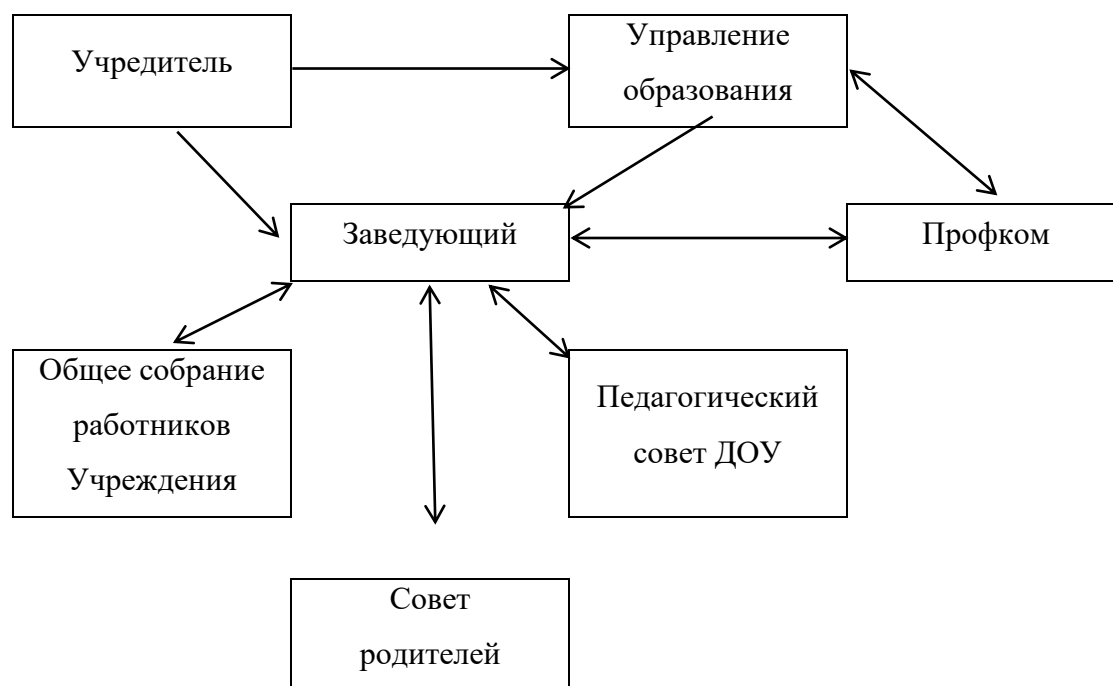 Учредитель
Управление
образования
Заведующий
Профком
Общее собрание
работников
Учреждения
Педагогический
совет ДОУ
Совет
родителей